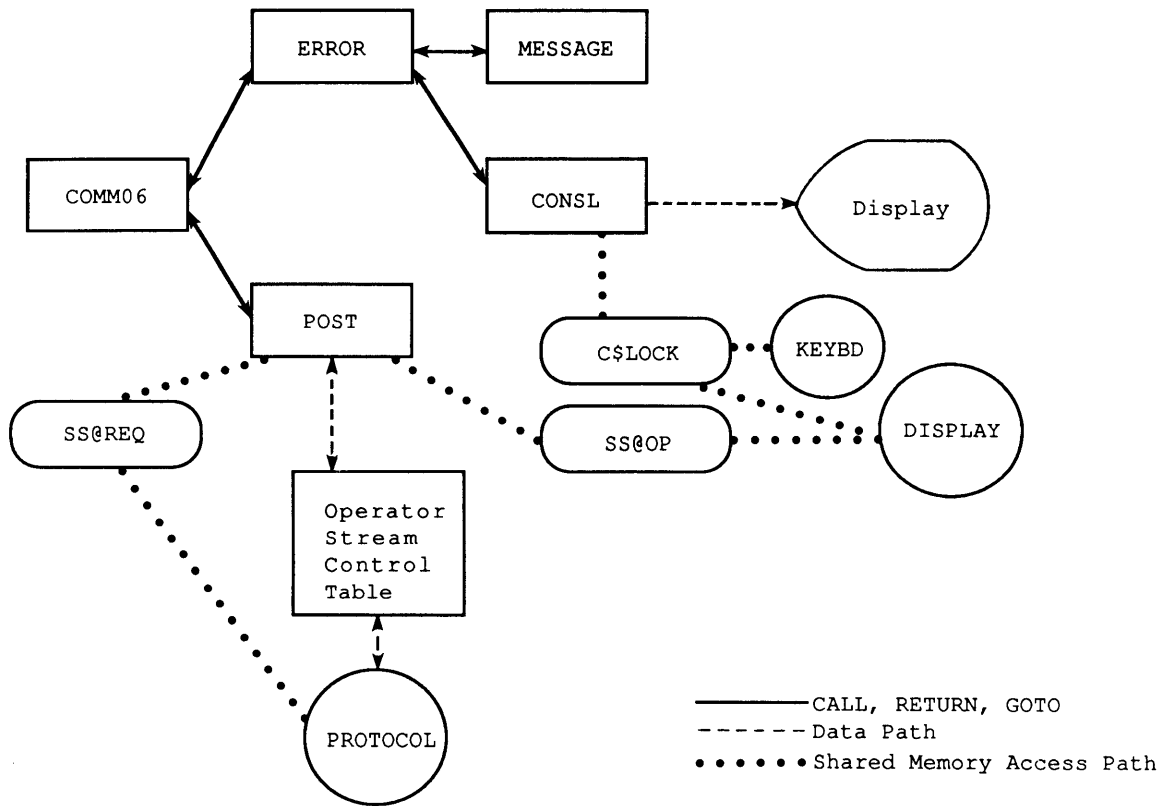 ERROR
MESSAGE
COMM06
CONSL
Display
POST
C$LOCK
KEYBD
SS@REQ
SS@OP
DISPLAY
Operator
Stream
Control
Table
PROTOCOL
CALL, RETURN, GOTO
Data Path
Shared Memory Access Path